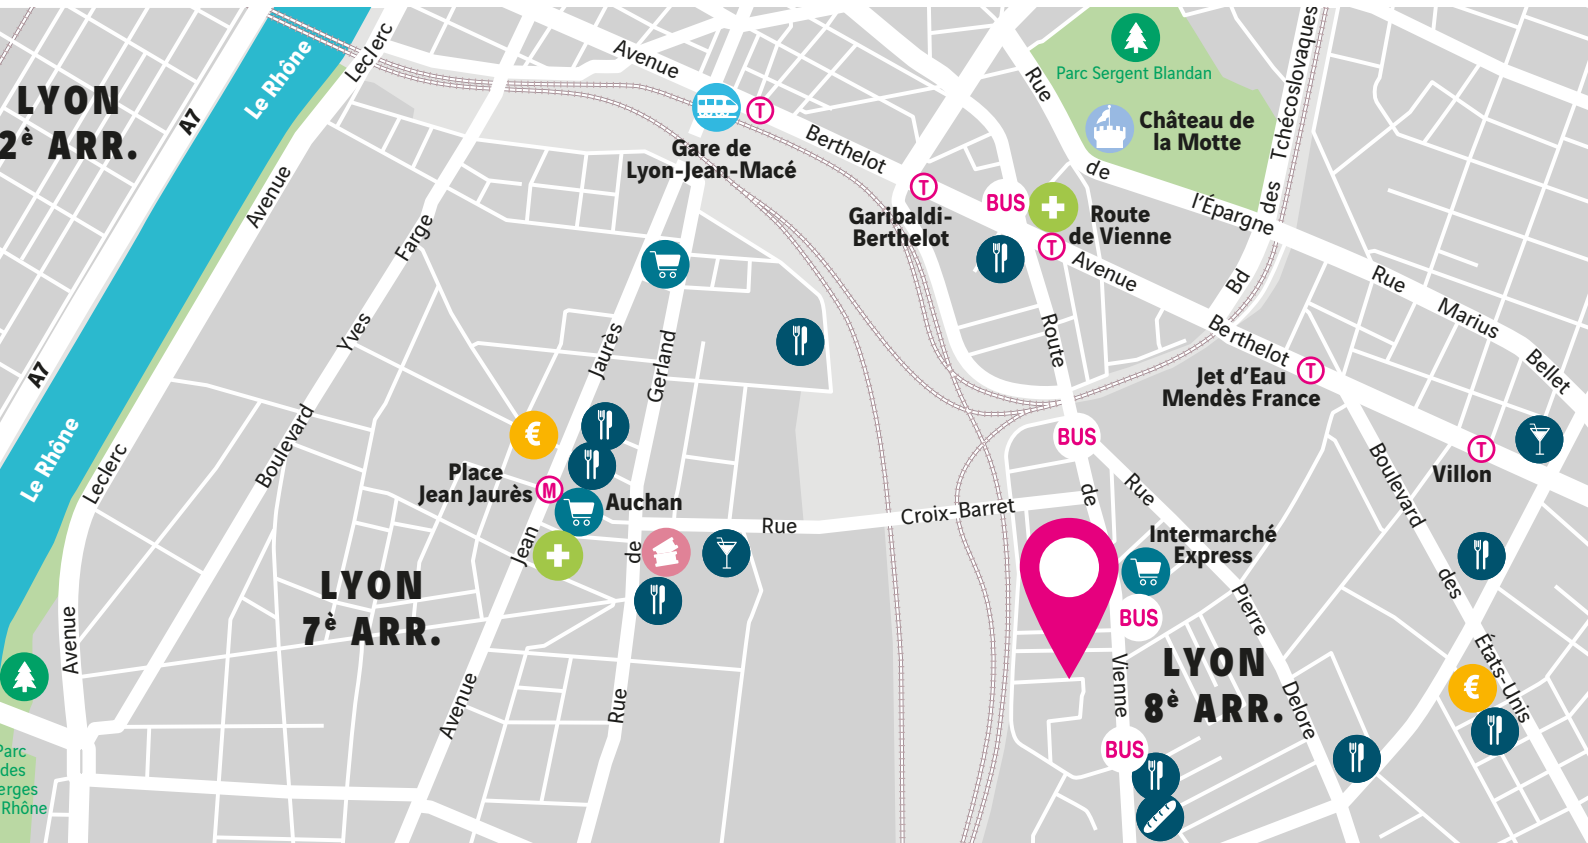 LYON
2è ARR.
A7
Le Rhône
Leclerc
Avenue
Avenue
Parc Sergent Blandan
Rue
Château de
la Motte
de
l'Épargne
Tchécoslovaques
des
Bd
T
Gare de
Lyon-Jean-Macé
Berthelot
T
Garibaldi-
Berthelot
BUS
Route
de Vienne
T
Avenue
Farge
Yves
Boulevard
A7
Le Rhône
Leclerc
Avenue
Jaurès
Gerland
Route
Berthelot
Rue
Marius
Bellet
Jet d'Eau
Mendès France
T
T
Villon
€
Place
Jean Jaurès
M
Auchan
Jean
de
Rue
Croix-Barret
BUS
de
Rue
Boulevard
Intermarché
Express
BUS
Pierre
des
États-Unis
€
LYON
7è ARR.
Avenue
Rue
Vienne
LYON
8è ARR.
Delore
BUS
Parc
des
erges
Rhône